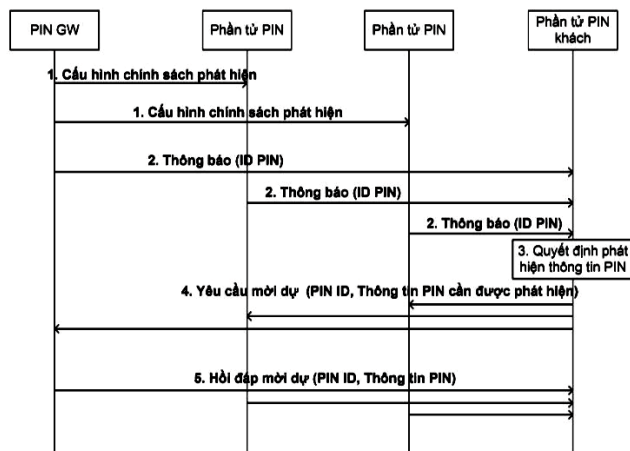 PIN GW
Phần tử PIN
Phần tử PIN
Phần tử PIN
khách
1. Cấu hình chính sách phát hiện
1. Cấu hình chính sách phát hiện
2. Thông báo (ID PIN)
2. Thông báo (ID PIN)
2. Thông báo (ID PIN)
3. Quyết định phát
hiện thông tin PIN
4. Yêu cầu mời dự (PIN ID, Thông tin PIN cần được phát hiện)
5. Hồi đáp mời dự (PIN ID, Thông tin PIN)